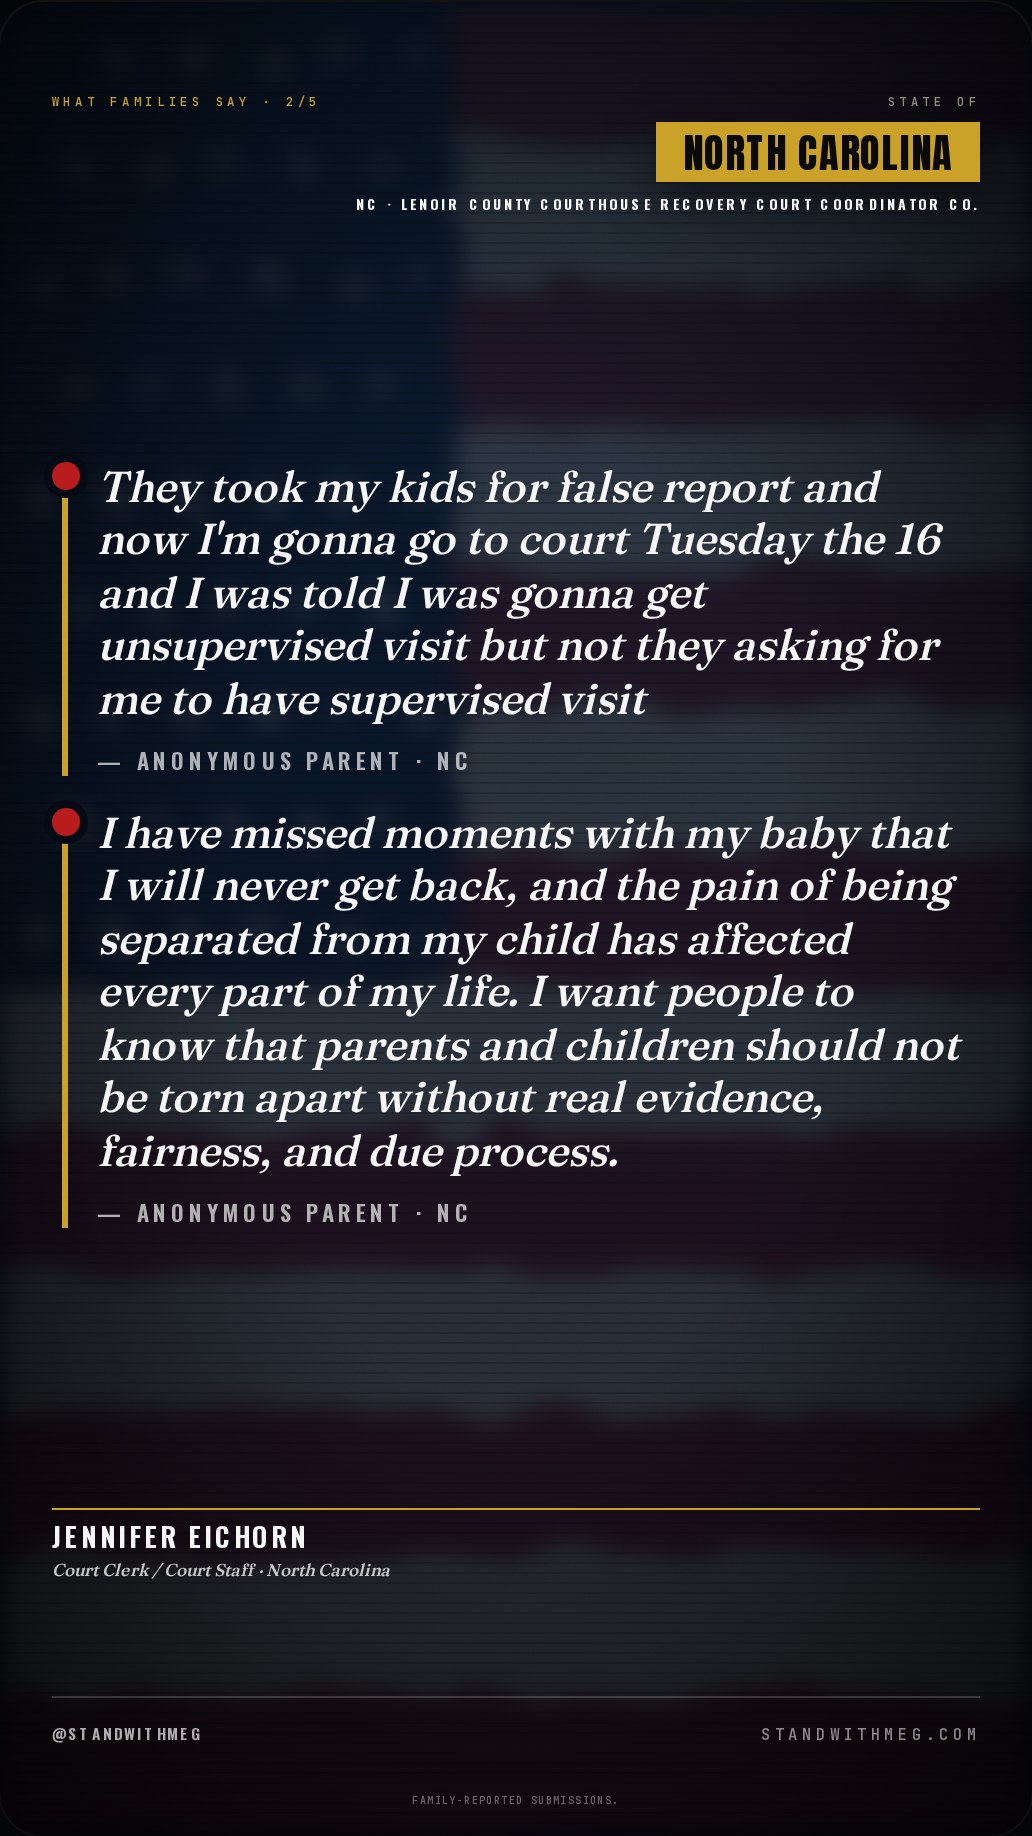 WHAT FAMILIES SAY · 2/5
STATE OF
NORTH CAROLINA
NC · LENOIR COUNTY COURTHOUSE RECOVERY COURT COORDINATOR CO.
They took my kids for false report and
now I'm gonna go to court Tuesday the 16
and I was told I was gonna get
unsupervised visit but not they asking for
me to have supervised visit
— ANONYMOUS PARENT · NC
I have missed moments with my baby that
I will never get back, and the pain of being
separated from my child has affected
every part of my life. I want people to
know that parents and children should not
be torn apart without real evidence,
fairness, and due process.
— ANONYMOUS PARENT · NC
JENNIFER EICHORN
Court Clerk / Court Staff · North Carolina
@STANDWITHMEG
STANDWITHMEG.COM
FAMILY-REPORTED SUBMISSIONS.